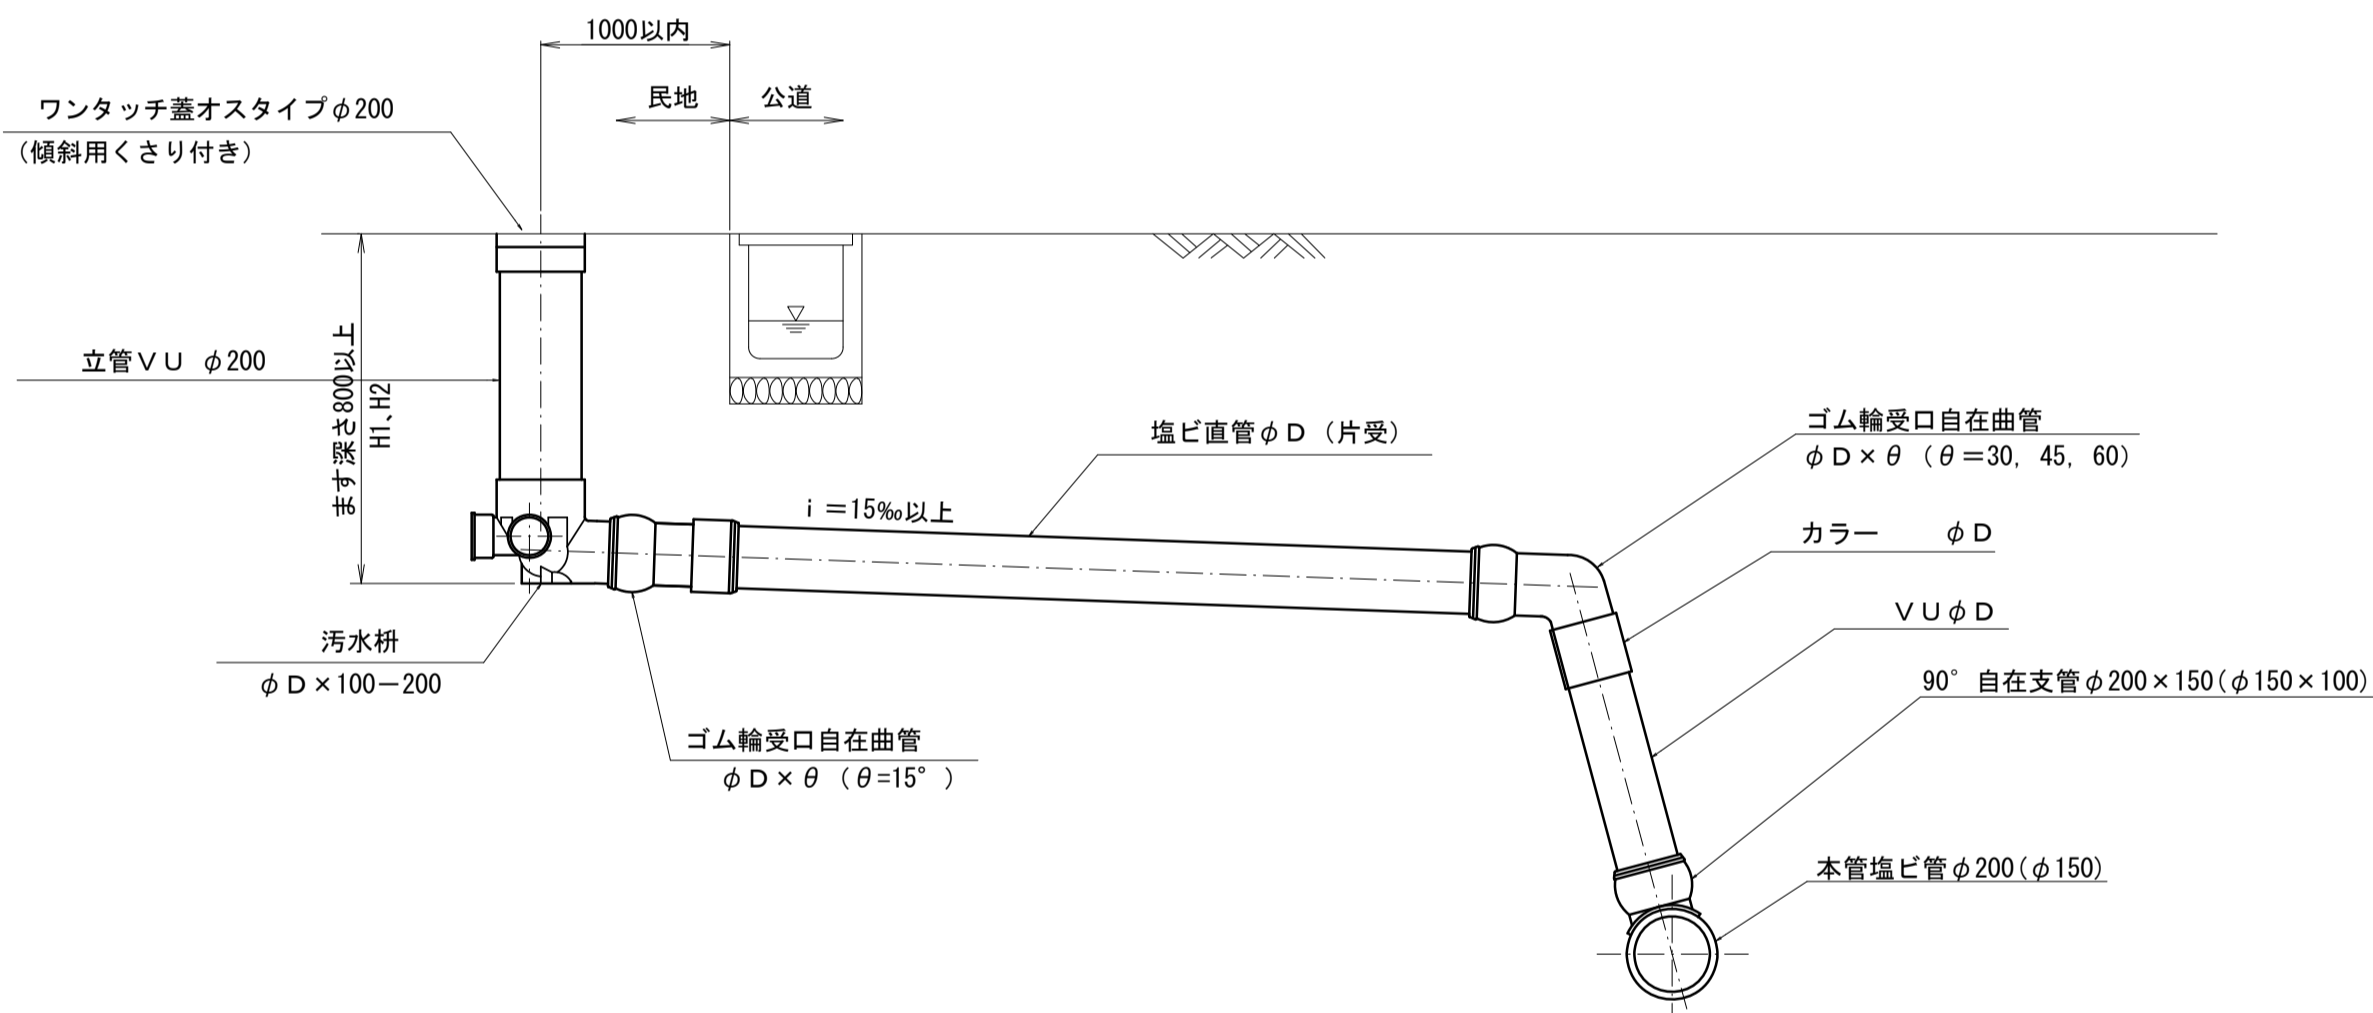 1000以内
民地
公道
ワンタッチ蓋オスタイプφ200
(傾斜用くさり付き)
立管VU φ200
ます深さ800以上
H1、H2
i=15‰以上
塩ビ直管φD(片受)
ゴム輪受口自在曲管
φD×θ(θ=30, 45, 60)
カラー φD
VUφD
90°自在支管φ200×150(φ150×100)
本管塩ビ管φ200(φ150)
汚水枡
φD×100-200
ゴム輪受口自在曲管
φD×θ(θ=15°)